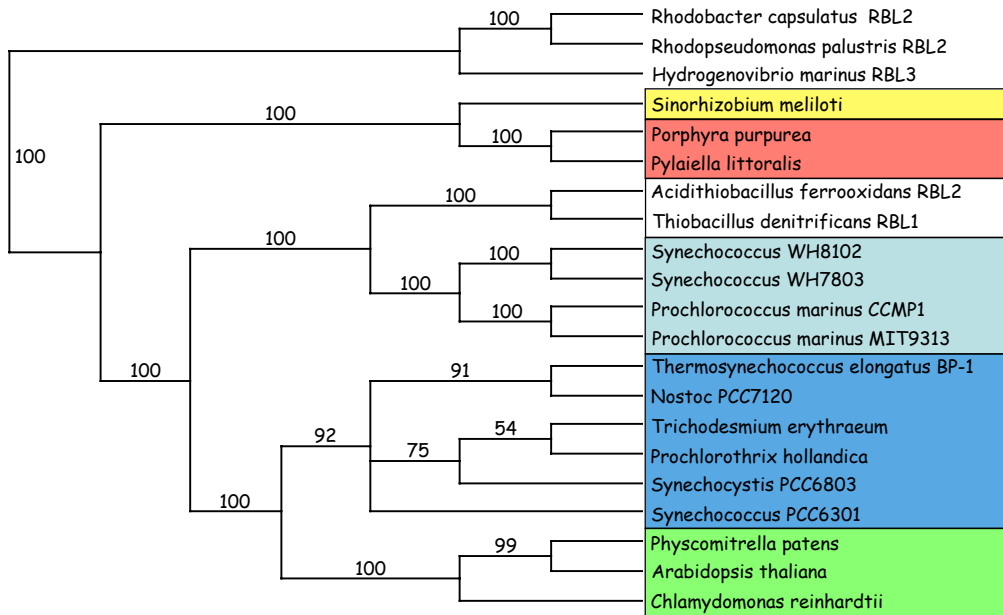 100
Rhodobacter capsulatus RBL2
Rhodopseudomonas palustris RBL2
Hydrogenovibrio marinus RBL3
100
Sinorhizobium meliloti
100
Porphyra purpurea
100
Pylaiella littoralis
100
Acidithiobacillus ferrooxidans RBL2
Thiobacillus denitrificans RBL1
100
100
Synechococcus WH8102
Synechococcus WH7803
100
100
Prochlorococcus marinus CCMP1
Prochlorococcus marinus MIT9313
100
91
Thermosynechococcus elongatus BP-1
Nostoc PCC7120
92
54
Trichodesmium erythraeum
75
Prochlorothrix hollandica
Synechocystis PCC6803
100
Synechococcus PCC6301
99
Physcomitrella patens
100
Arabidopsis thaliana
Chlamydomonas reinhardtii